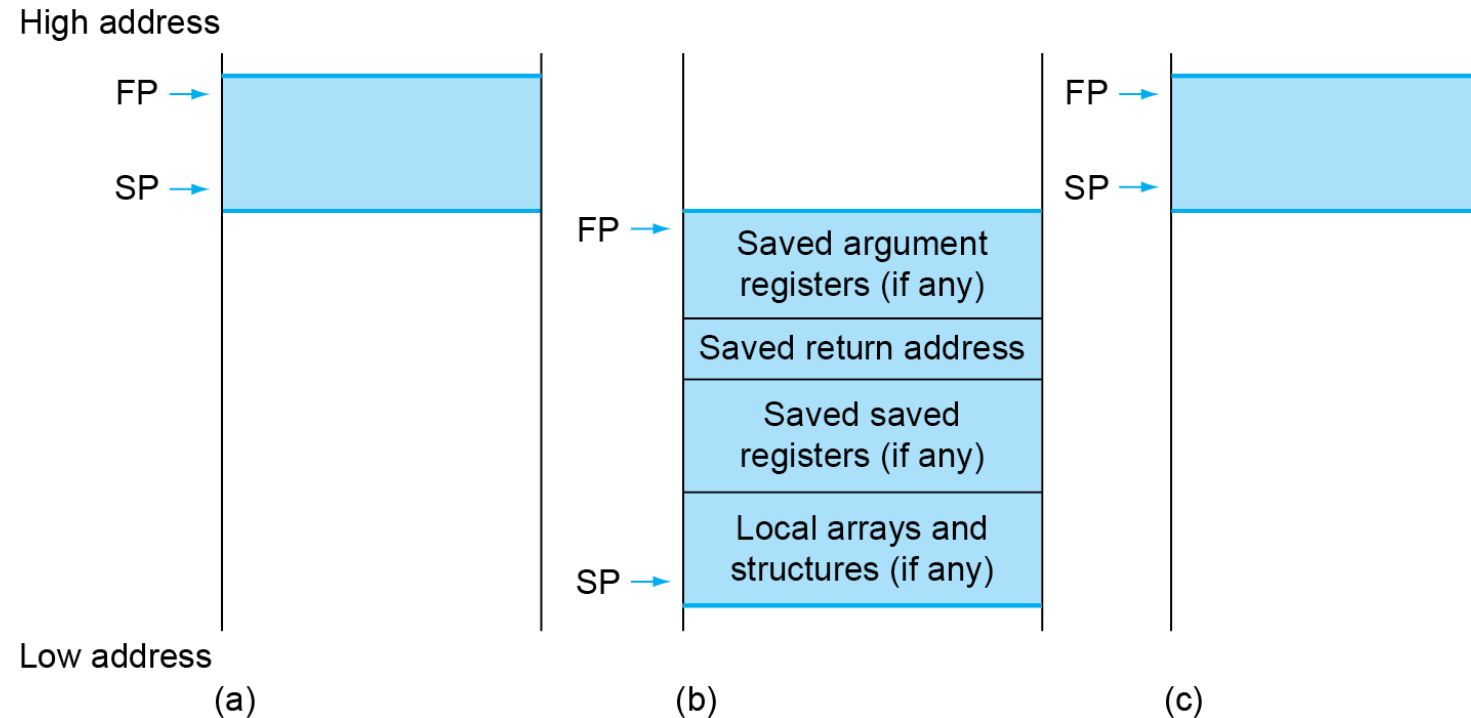 High address
FP
SP
FP
Saved argument
registers (if any)
Saved return address
Saved saved
registers (if any)
Local arrays and
structures (if any)
SP
FP
SP
Low address
(a)
(b)
(c)